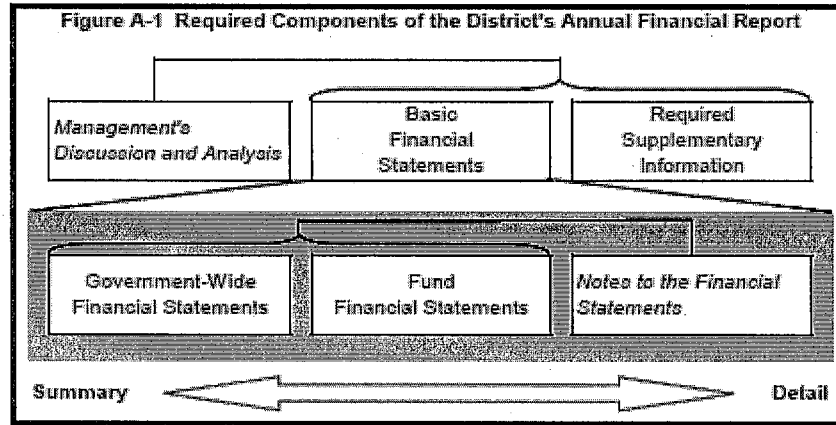 Figure A-1 Required Components of the District's Annual Financial Report
Management's
Discussion and Analysis
Basic
Financial
Statements
Required
Supplementary
Information
Government-Wide
Financial Statements
Fund
Financial Statements
Notes to the Financial
Statements
Summary
Detail